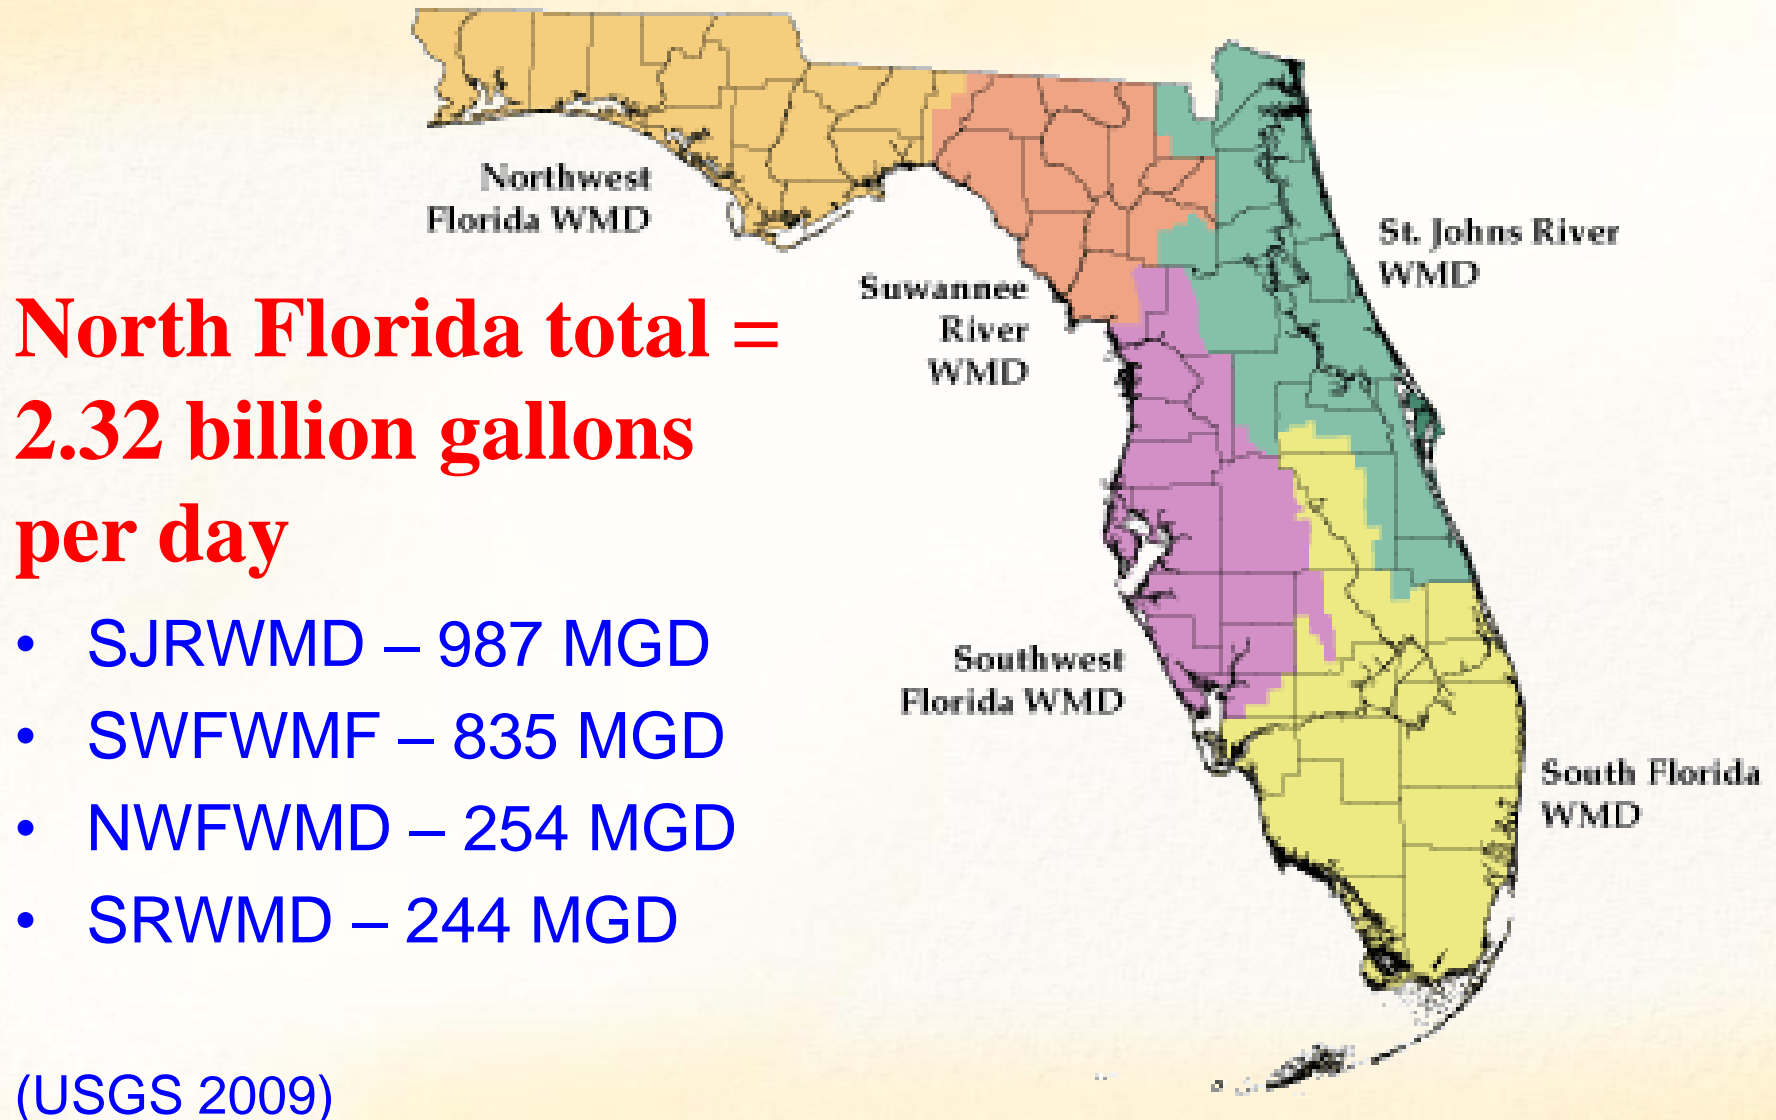 North Florida total =
2.32 billion gallons
per day
• SJRWMD – 987 MGD
• SWFWMF – 835 MGD
• NWFWMD – 254 MGD
• SRWMD – 244 MGD
(USGS 2009)
Northwest
Florida WMD
Suwannee
River
WMD
St. Johns River
WMD
Southwest
Florida WMD
South Florida
WMD